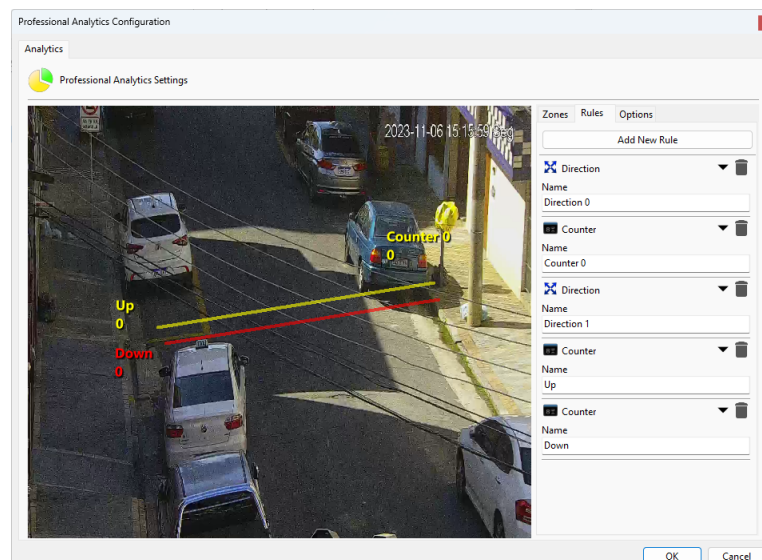 Professional Analytics Configuration
Analytics
Professional Analytics Settings
Zones
Rules
Options
Add New Rule
Direction
Name
Direction 0
Counter
Name
Counter 0
Direction
Name
Direction 1
Counter
Name
Up
Counter
Name
Down
2023-11-06 15:15:59 Seg
Counter 0
0
Up
0
Down
0
OK
Cancel